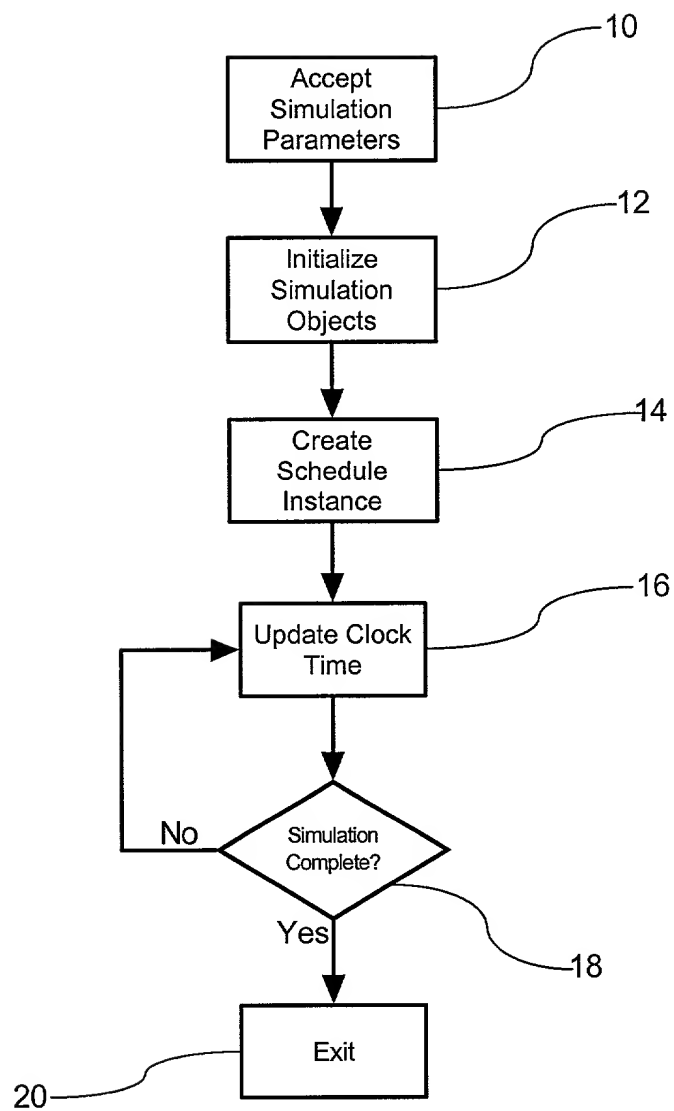 10
Accept
Simulation
Parameters
12
Initialize
Simulation
Objects
14
Create
Schedule
Instance
16
Update Clock
Time
No
Simulation
Complete?
Yes
18
Exit
20